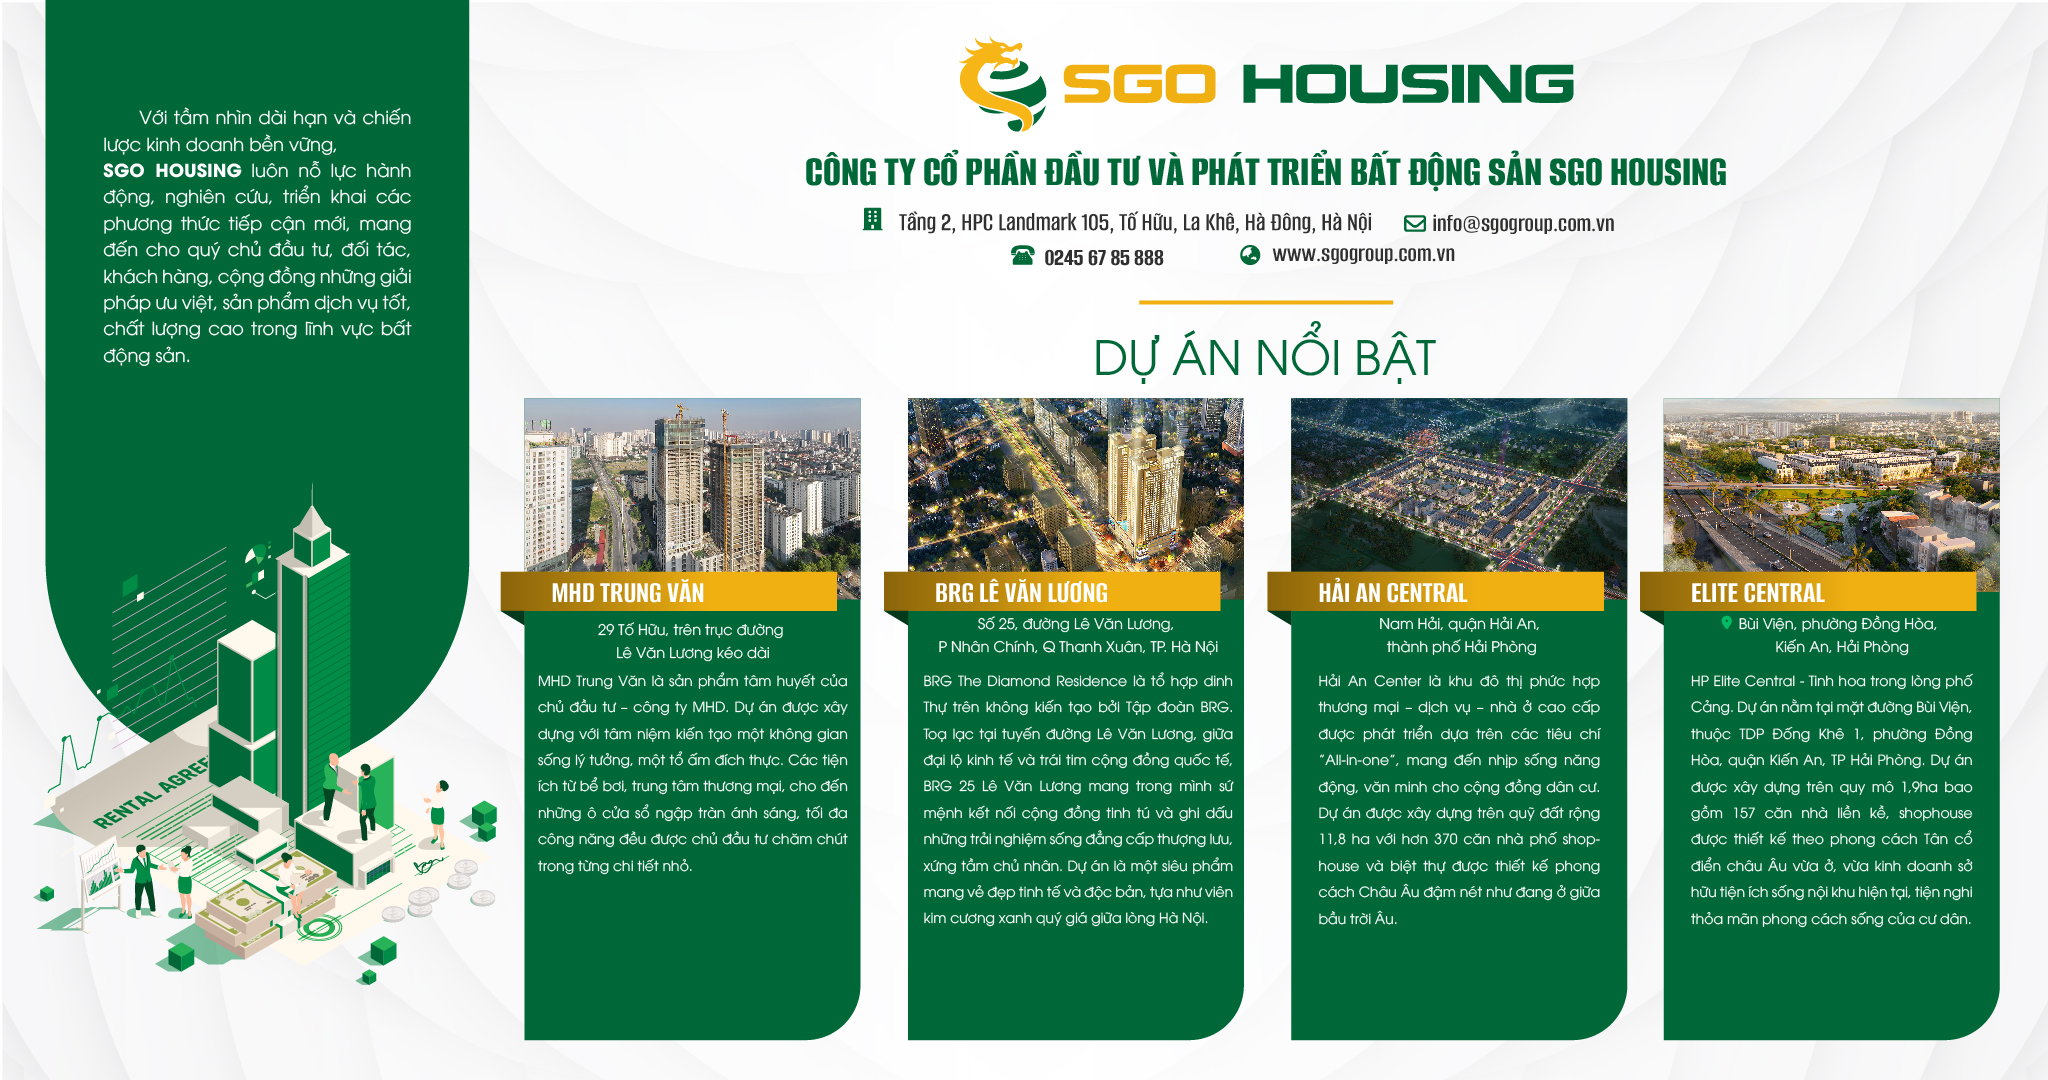 Với tầm nhìn dài hạn và chiến
lược kinh doanh bền vững,
SGO HOUSING luôn nỗ lực hành
động, nghiên cứu, triển khai các
phương thức tiếp cận mới, mang
đến cho quý chủ đầu tư, đối tác,
khách hàng, cộng đồng những giải
pháp ưu việt, sản phẩm dịch vụ tốt,
chất lượng cao trong lĩnh vực bất
động sản.
RENTAL AGREE
SGO HOUSING
CÔNG TY CỔ PHẦN ĐẦU TƯ VÀ PHÁT TRIỂN BẤT ĐỘNG SẢN SGO HOUSING
Tầng 2, HPC Landmark 105, Tố Hữu, La Khê, Hà Đông, Hà Nội info@sgogroup.com.vn
0245 67 85 888 www.sgogroup.com.vn
DỰ ÁN NỔI BẬT
MHD TRUNG VĂN
29 Tố Hữu, trên trục đường
Lê Văn Lương kéo dài
MHD Trung Văn là sản phẩm tâm huyết của
chủ đầu tư – công ty MHD. Dự án được xây
dựng với tâm niệm kiến tạo một không gian
sống lý tưởng, một tổ ấm đích thực. Các tiện
ích từ bể bơi, trung tâm thương mại, cho đến
những ô cửa sổ ngập tràn ánh sáng, tối đa
công năng đều được chủ đầu tư chăm chút
trong từng chi tiết nhỏ.
BRG LÊ VĂN LƯƠNG
Số 25, đường Lê Văn Lương,
P Nhân Chính, Q Thanh Xuân, TP. Hà Nội
BRG The Diamond Residence là tổ hợp dinh
Thự trên không kiến tạo bởi Tập đoàn BRG.
Toạ lạc tại tuyến đường Lê Văn Lương, giữa
đại lộ kinh tế và trái tim cộng đồng quốc tế,
BRG 25 Lê Văn Lương mang trong mình sứ
mệnh kết nối cộng đồng tinh tú và ghi dấu
những trải nghiệm sống đẳng cấp thượng lưu,
xứng tầm chủ nhân. Dự án là một siêu phẩm
mang vẻ đẹp tinh tế và độc bản, tựa như viên
kim cương xanh quý giá giữa lòng Hà Nội.
HẢI AN CENTRAL
Nam Hải, quận Hải An,
thành phố Hải Phòng
Hải An Center là khu đô thị phức hợp
thương mại – dịch vụ – nhà ở cao cấp
được phát triển dựa trên các tiêu chí
“All-in-one”, mang đến nhịp sống năng
động, văn minh cho cộng đồng dân cư.
Dự án được xây dựng trên quỹ đất rộng
11,8 ha với hơn 370 căn nhà phố shop-
house và biệt thự được thiết kế phong
cách Châu Âu đậm nét như đang ở giữa
bầu trời Âu.
ELITE CENTRAL
Bùi Viện, phường Đồng Hòa,
Kiến An, Hải Phòng
HP Elite Central - Tinh hoa trong lòng phố
Cảng. Dự án nằm tại mặt đường Bùi Viện,
thuộc TDP Đống Khê 1, phường Đồng
Hòa, quận Kiến An, TP Hải Phòng. Dự án
được xây dựng trên quy mô 1,9ha bao
gồm 157 căn nhà liền kề, shophouse
được thiết kế theo phong cách Tân cổ
điển châu Âu vừa ở, vừa kinh doanh sở
hữu tiện ích sống nội khu hiện tại, tiện nghi
thỏa mãn phong cách sống của cư dân.